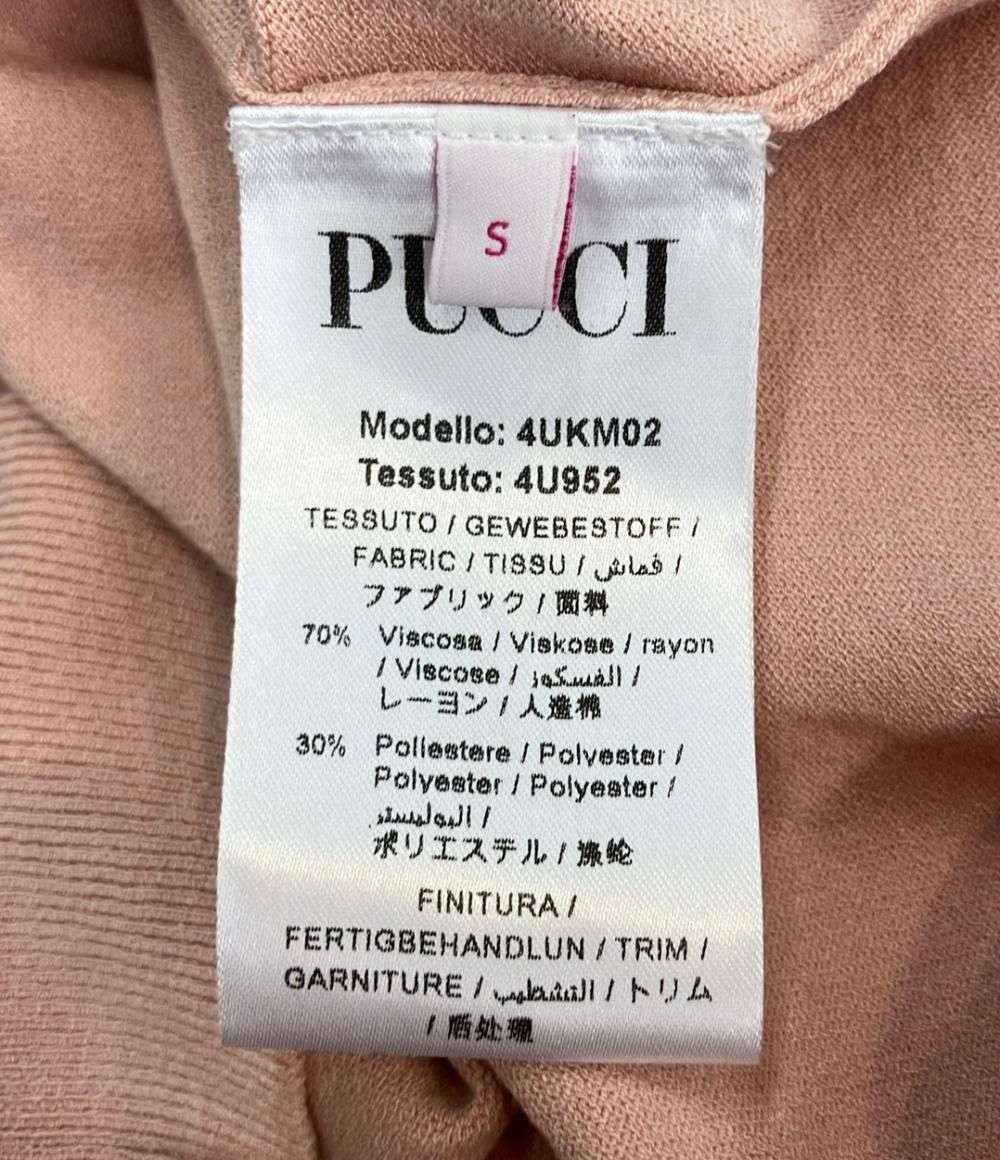 S
PUCCI
Modello: 4UKM02
Tessuto: 4U952
TESSUTO / GEWEBESTOFF /
FABRIC / TISSU / قماش /
ファブリック / 面料
70% Viscosa / Viskose / rayon
/ Viscose / الفسكوز /
レーヨン / 人造棉
30% Poliestere / Polyester /
Polyester / Polyester /
البوليستر /
ポリエステル / 涤纶
FINITURA /
FERTIGBEHANDLUN / TRIM /
GARNITURE / التشطيب / トリム
/ 后处理